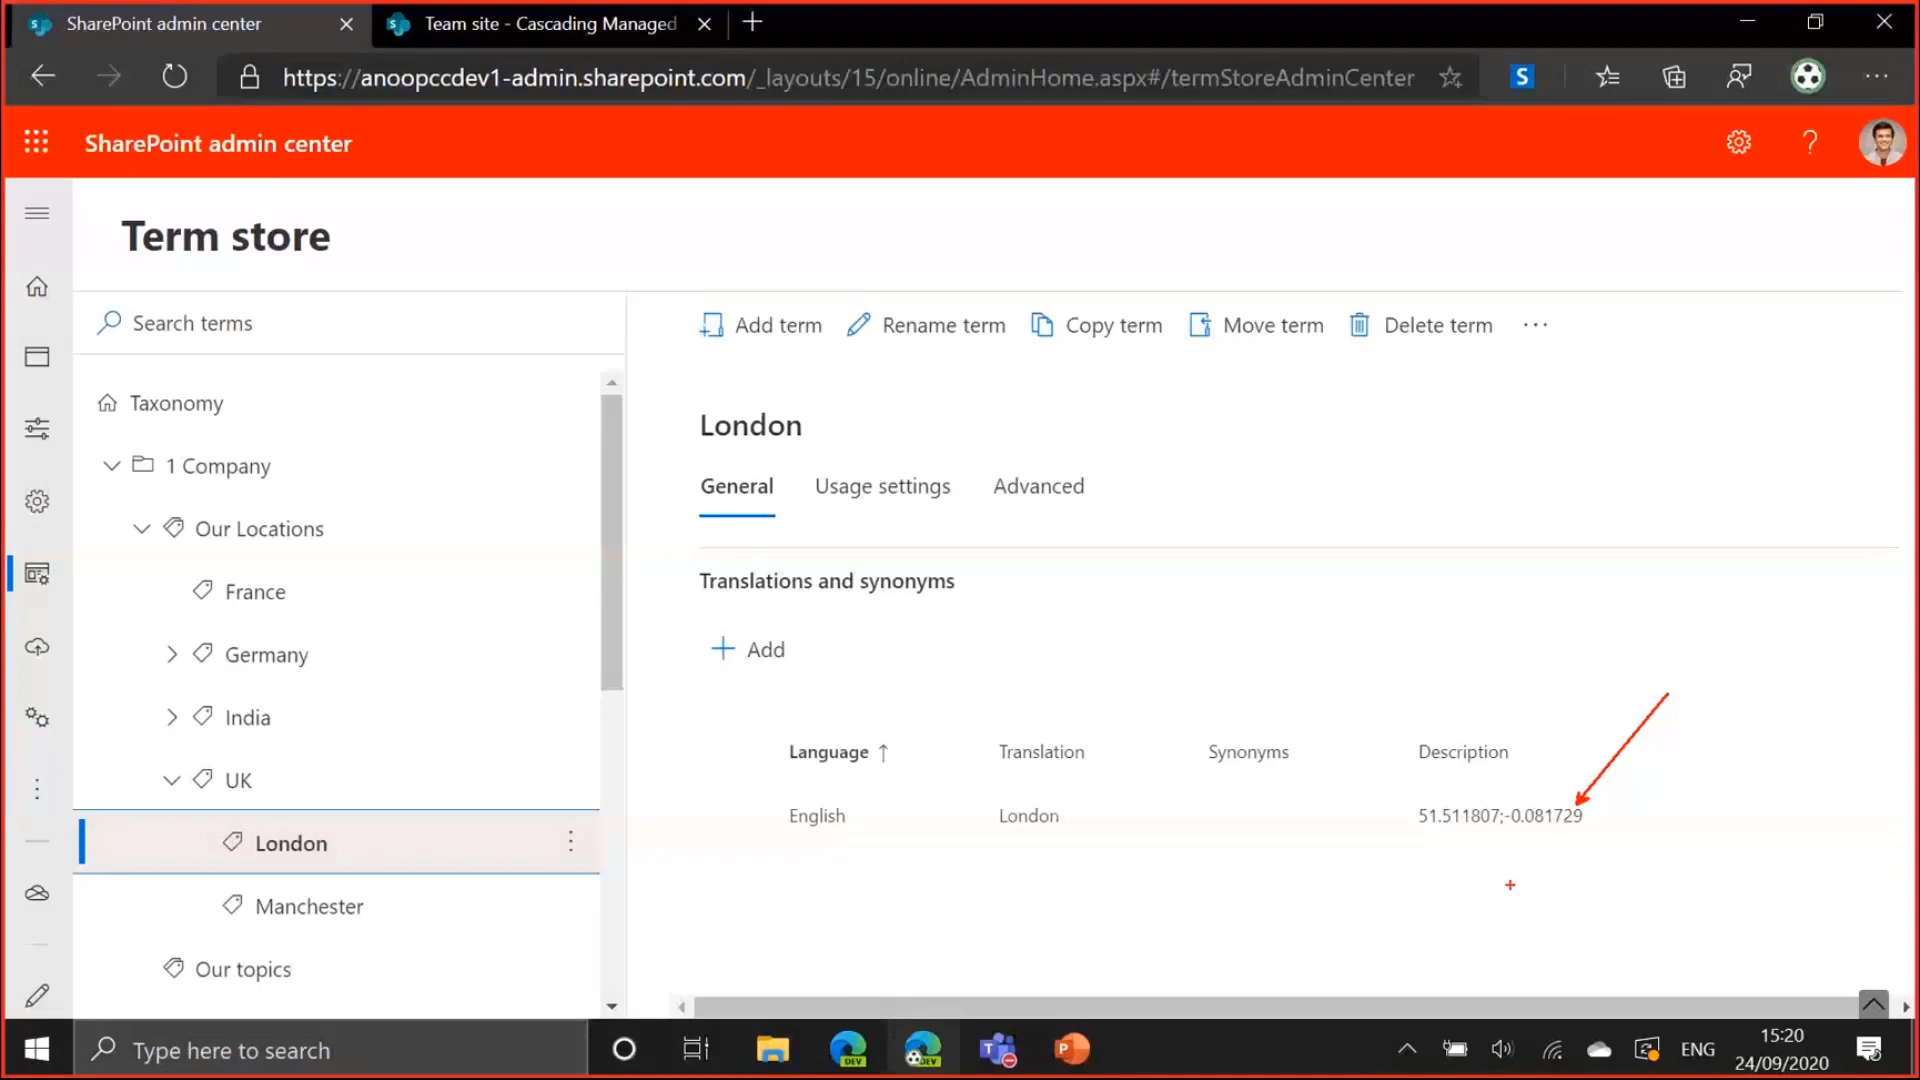 SharePoint admin center
Team site - Cascading Managed
https://anoopccdev1-admin.sharepoint.com/_layouts/15/online/AdminHome.aspx#/termStoreAdminCenter
SharePoint admin center
Term store
Search terms
Add term
Rename term
Copy term
Move term
Delete term
Taxonomy
1 Company
Our Locations
France
Germany
India
UK
London
Manchester
Our topics
London
General
Usage settings
Advanced
Translations and synonyms
Add
Language
Translation
Synonyms
Description
English
London
51.511807;-0.081729
Type here to search
DEV
DEV
ENG
15:20
24/09/2020